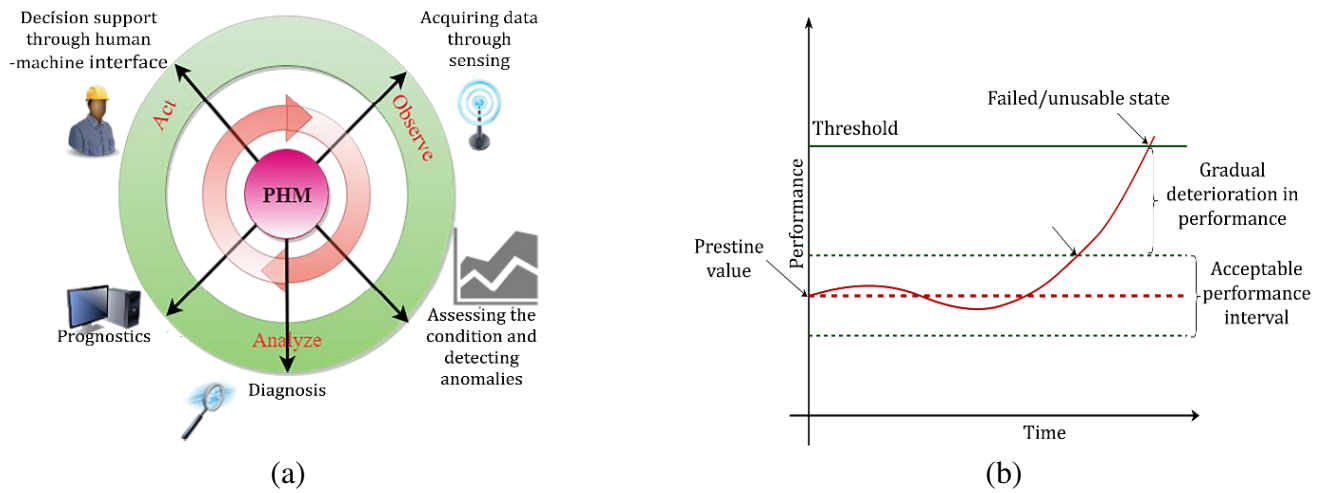 Decision support
through human
-machine interface
Acquiring data
through
sensing
Act
Observe
PHM
Analyze
Prognostics
Diagnosis
Assessing the
condition and
detecting
anomalies
(a)
Performance
Threshold
Failed/unusable state
Gradual
deterioration in
performance
Prestine
value
Acceptable
performance
interval
Time
(b)